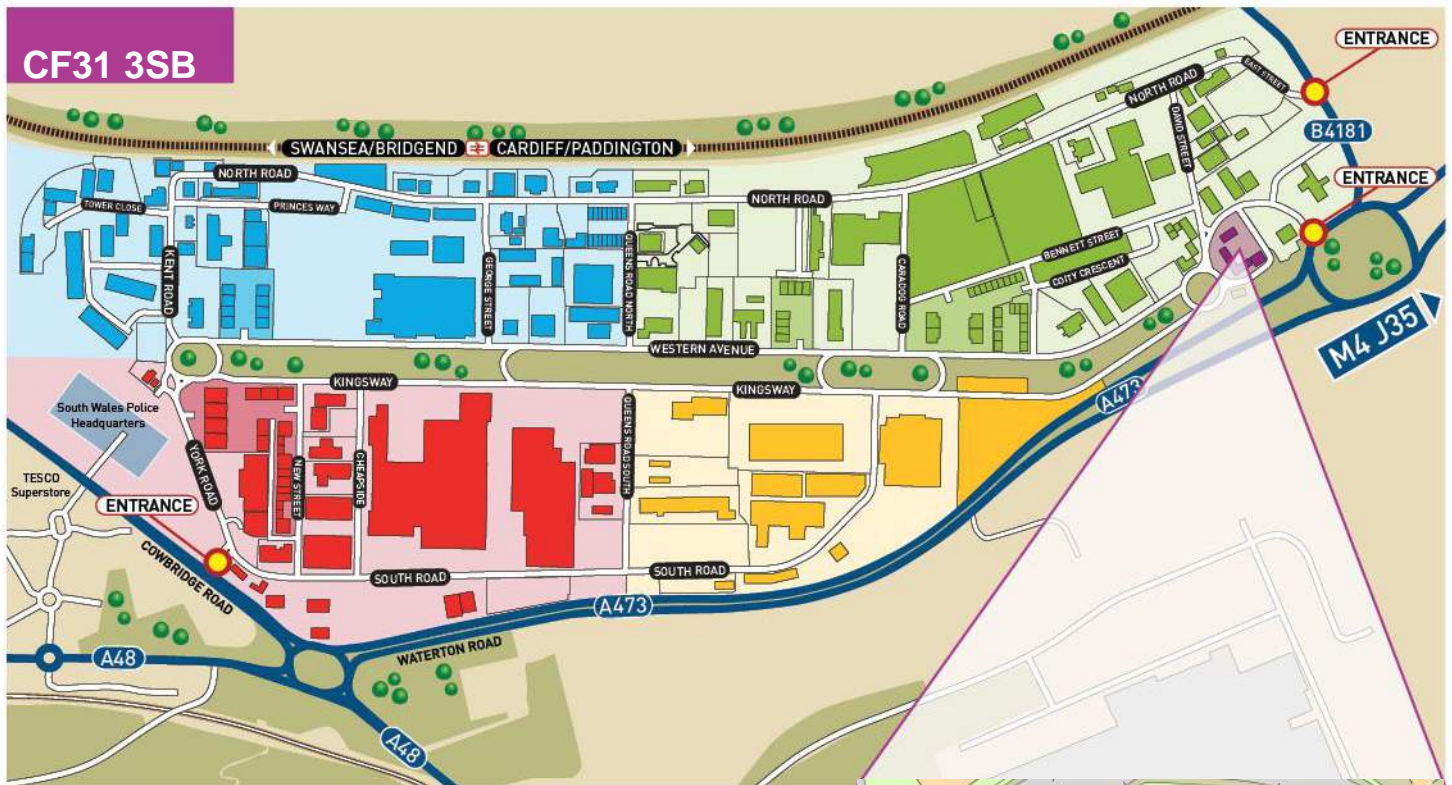 CF31 3SB
ENTRANCE
EAST STREET
NORTH ROAD
DAVID STREET
B4181
SWANSEA/BRIDGEND
CARDIFF/PADDINGTON
ENTRANCE
NORTH ROAD
NORTH ROAD
TOWER CLOSE
PRINCES WAY
KENT ROAD
GEORGE STREET
QUEENS ROAD NORTH
CARADOG ROAD
BENNETT STREET
COITY CRESCENT
M4 J35
WESTERN AVENUE
KINGSWAY
KINGSWAY
A473
South Wales Police
Headquarters
YORK ROAD
NEW STREET
CHEAPSIDE
QUEENS ROAD SOUTH
TESCO
Superstore
ENTRANCE
COWBRIDGE ROAD
SOUTH ROAD
SOUTH ROAD
A473
WATERTON ROAD
A48
A48